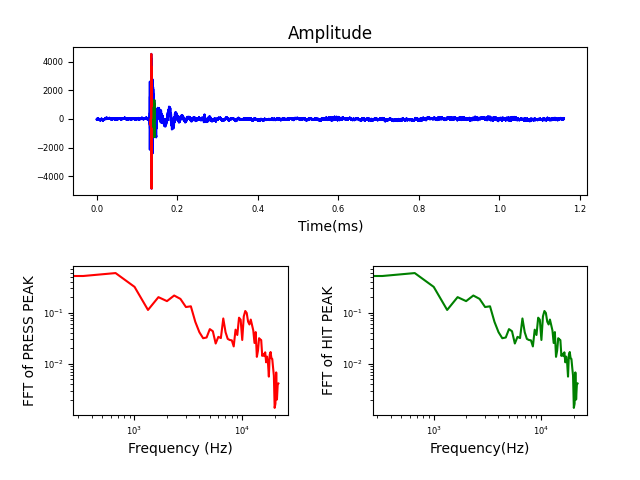 Amplitude
4000
2000
0
−2000
−4000
0.0 0.2 0.4 0.6 0.8 1.0 1.2
Time(ms)
FFT of PRESS PEAK
10⁻¹
10⁻²
10³ 10⁴
Frequency (Hz)
FFT of HIT PEAK
10⁻¹
10⁻²
10³ 10⁴
Frequency(Hz)